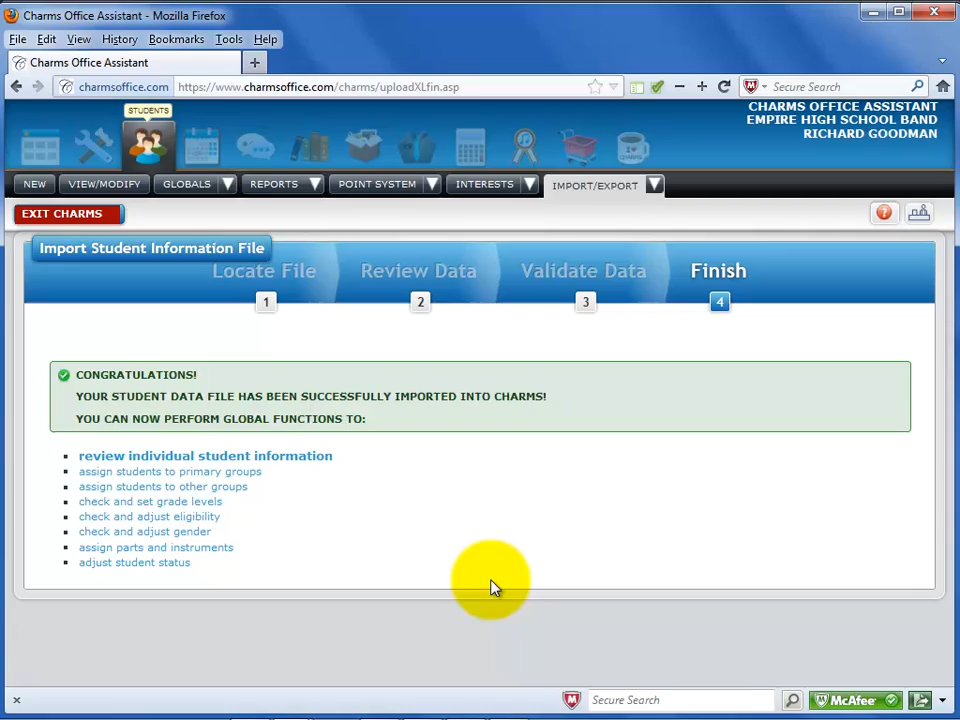 Charms Office Assistant - Mozilla Firefox
File Edit View History Bookmarks Tools Help
Charms Office Assistant
charmsoffice.com https://www.charmsoffice.com/charms/uploadXLfin.asp Secure Search
STUDENTS
CHARMS OFFICE ASSISTANT
EMPIRE HIGH SCHOOL BAND
RICHARD GOODMAN
I ♥ CHARMS
NEW VIEW/MODIFY GLOBALS REPORTS POINT SYSTEM INTERESTS IMPORT/EXPORT
EXIT CHARMS
Import Student Information File
Locate File Review Data Validate Data Finish
1 2 3 4
CONGRATULATIONS!
YOUR STUDENT DATA FILE HAS BEEN SUCCESSFULLY IMPORTED INTO CHARMS!
YOU CAN NOW PERFORM GLOBAL FUNCTIONS TO:
review individual student information
assign students to primary groups
assign students to other groups
check and set grade levels
check and adjust eligibility
check and adjust gender
assign parts and instruments
adjust student status
Secure Search McAfee